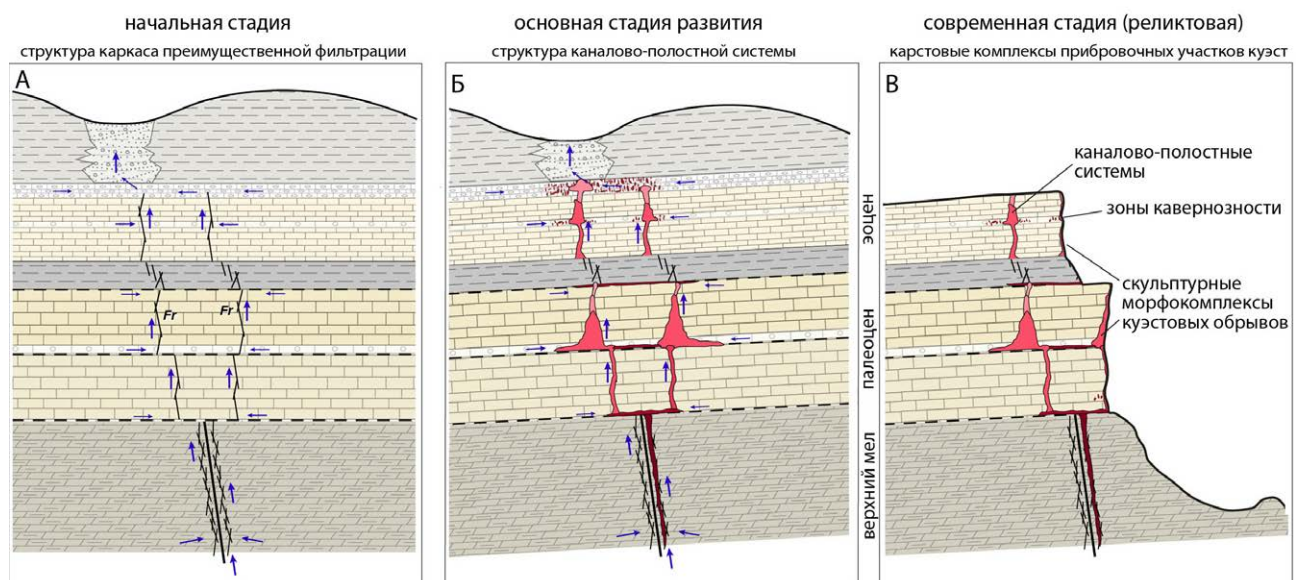 начальная стадия
структура каркаса преимущественной фильтрации
А
Fr
Fr
основная стадия развития
структура каналово-полостной системы
Б
эоцен
палеоцен
верхний мел
современная стадия (реликтовая)
карстовые комплексы прибровочных участков куэст
В
каналово-полостные
системы
зоны кавернозности
скульптурные
морфокомплексы
куэстовых обрывов